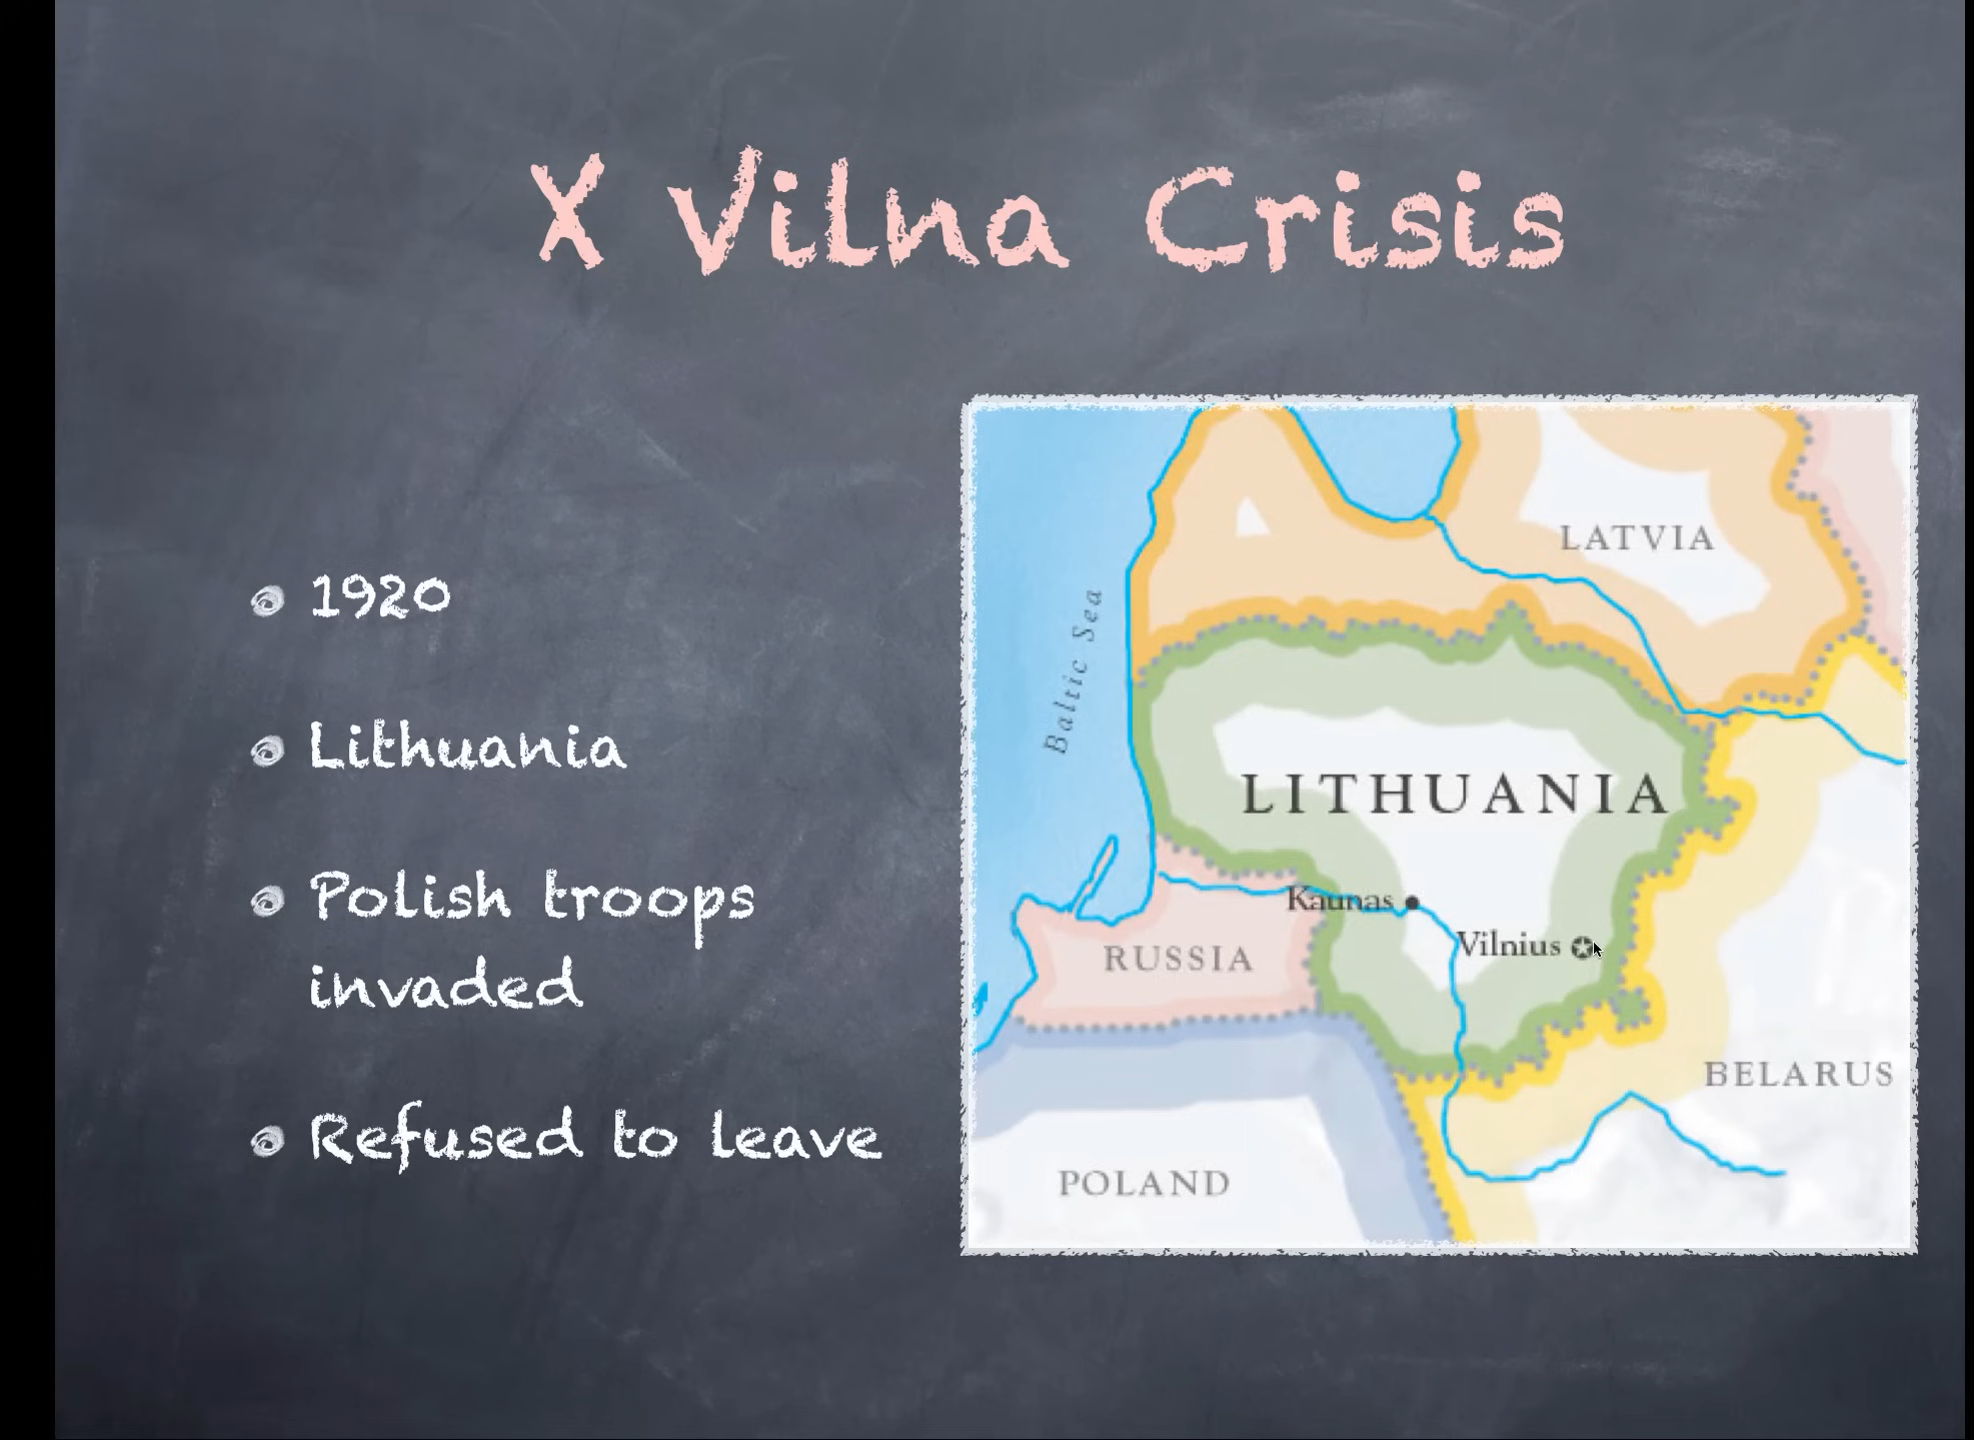 X Vilna Crisis
1920
Lithuania
Polish troops
invaded
Refused to leave
LATVIA
Baltic Sea
LITHUANIA
Kaunas
Vilnius
RUSSIA
BELARUS
POLAND